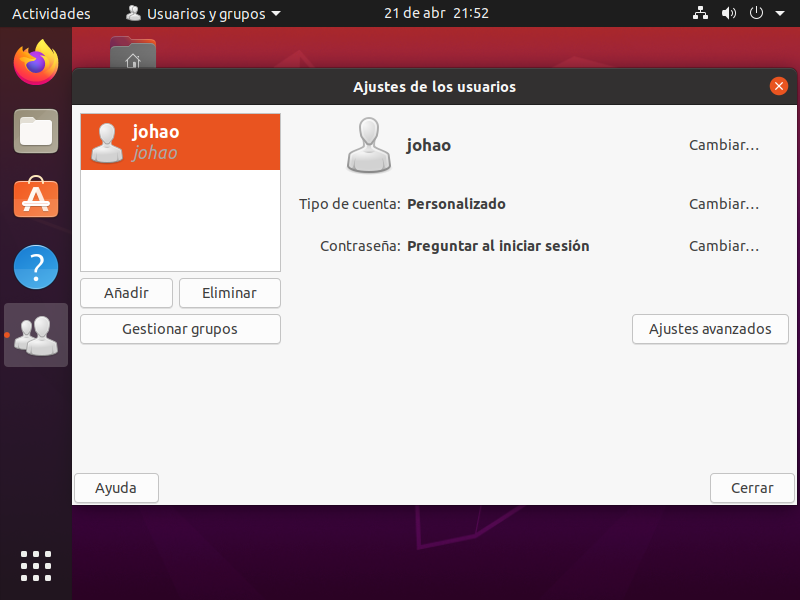 Actividades Usuarios y grupos 21 de abr 21:52
Ajustes de los usuarios
johao
johao
johao Cambiar...
Tipo de cuenta: Personalizado Cambiar...
Contraseña: Preguntar al iniciar sesión Cambiar...
Añadir Eliminar
Gestionar grupos Ajustes avanzados
Ayuda Cerrar